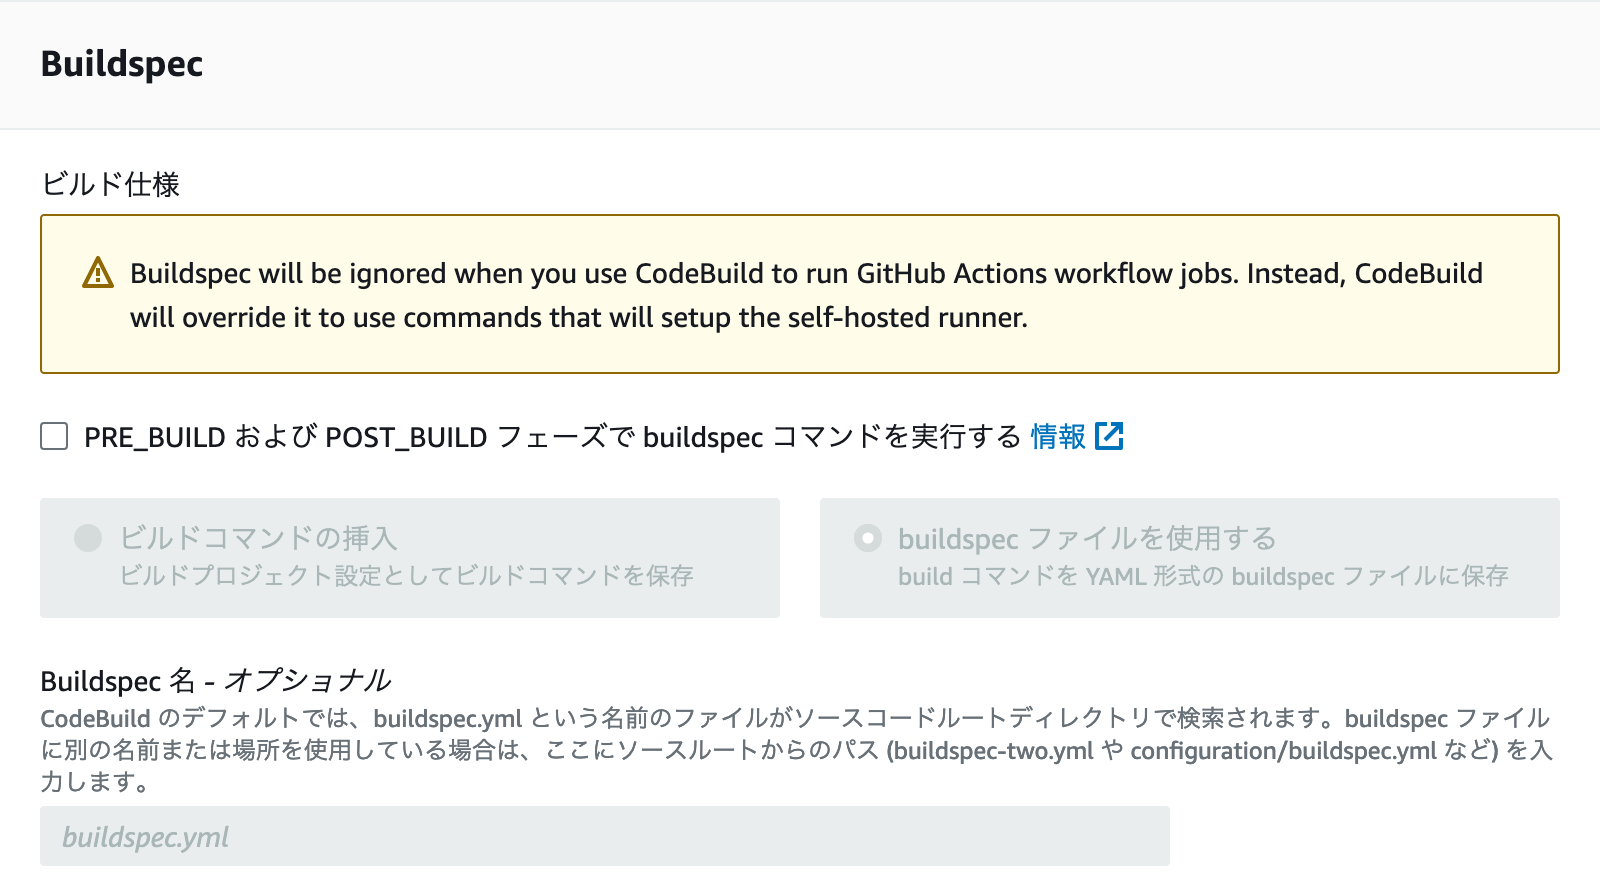 Buildspec
ビルド仕様
Buildspec will be ignored when you use CodeBuild to run GitHub Actions workflow jobs. Instead, CodeBuild
will override it to use commands that will setup the self-hosted runner.
PRE_BUILD および POST_BUILD フェーズで buildspec コマンドを実行する 情報
ビルドコマンドの挿入
ビルドプロジェクト設定としてビルドコマンドを保存
buildspec ファイルを使用する
build コマンドを YAML 形式の buildspec ファイルに保存
Buildspec 名 - オプショナル
CodeBuild のデフォルトでは、buildspec.yml という名前のファイルがソースコードルートディレクトリで検索されます。buildspec ファイル
に別の名前または場所を使用している場合は、ここにソースルートからのパス (buildspec-two.yml や configuration/buildspec.yml など) を入
力します。
buildspec.yml